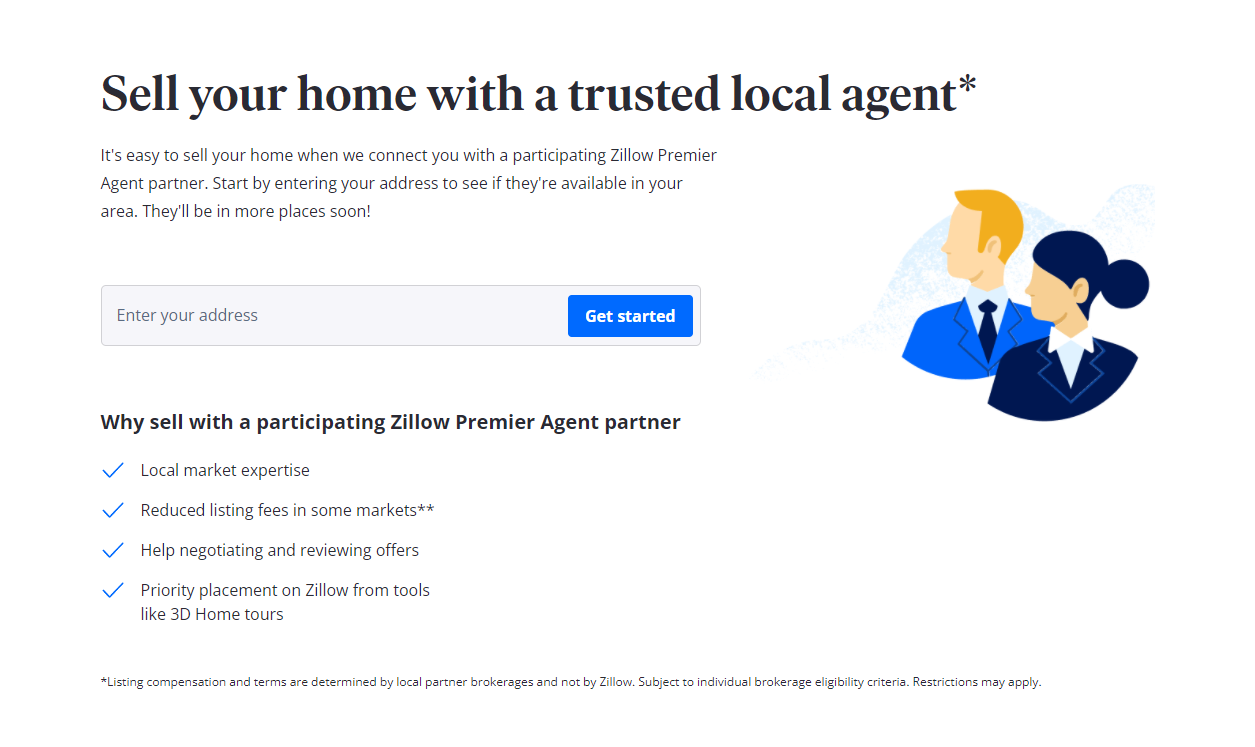 Sell your home with a trusted local agent*
It's easy to sell your home when we connect you with a participating Zillow Premier
Agent partner. Start by entering your address to see if they're available in your
area. They'll be in more places soon!
Enter your address
Get started
Why sell with a participating Zillow Premier Agent partner
Local market expertise
Reduced listing fees in some markets**
Help negotiating and reviewing offers
Priority placement on Zillow from tools
like 3D Home tours
*Listing compensation and terms are determined by local partner brokerages and not by Zillow. Subject to individual brokerage eligibility criteria. Restrictions may apply.